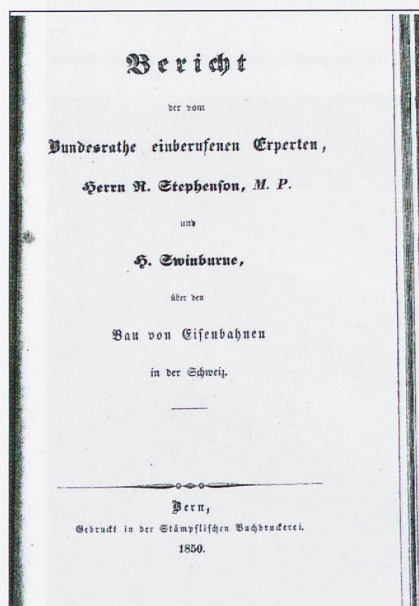 Bericht
der vom
Bundesrathe einberufenen Experten,
Herrn R. Stephenson, M. P.
und
H. Swinburne,
über den
Bau von Eisenbahnen
in der Schweiz.
Bern,
Gedruckt in der Stämpflischen Buchdruckerei.
1850.